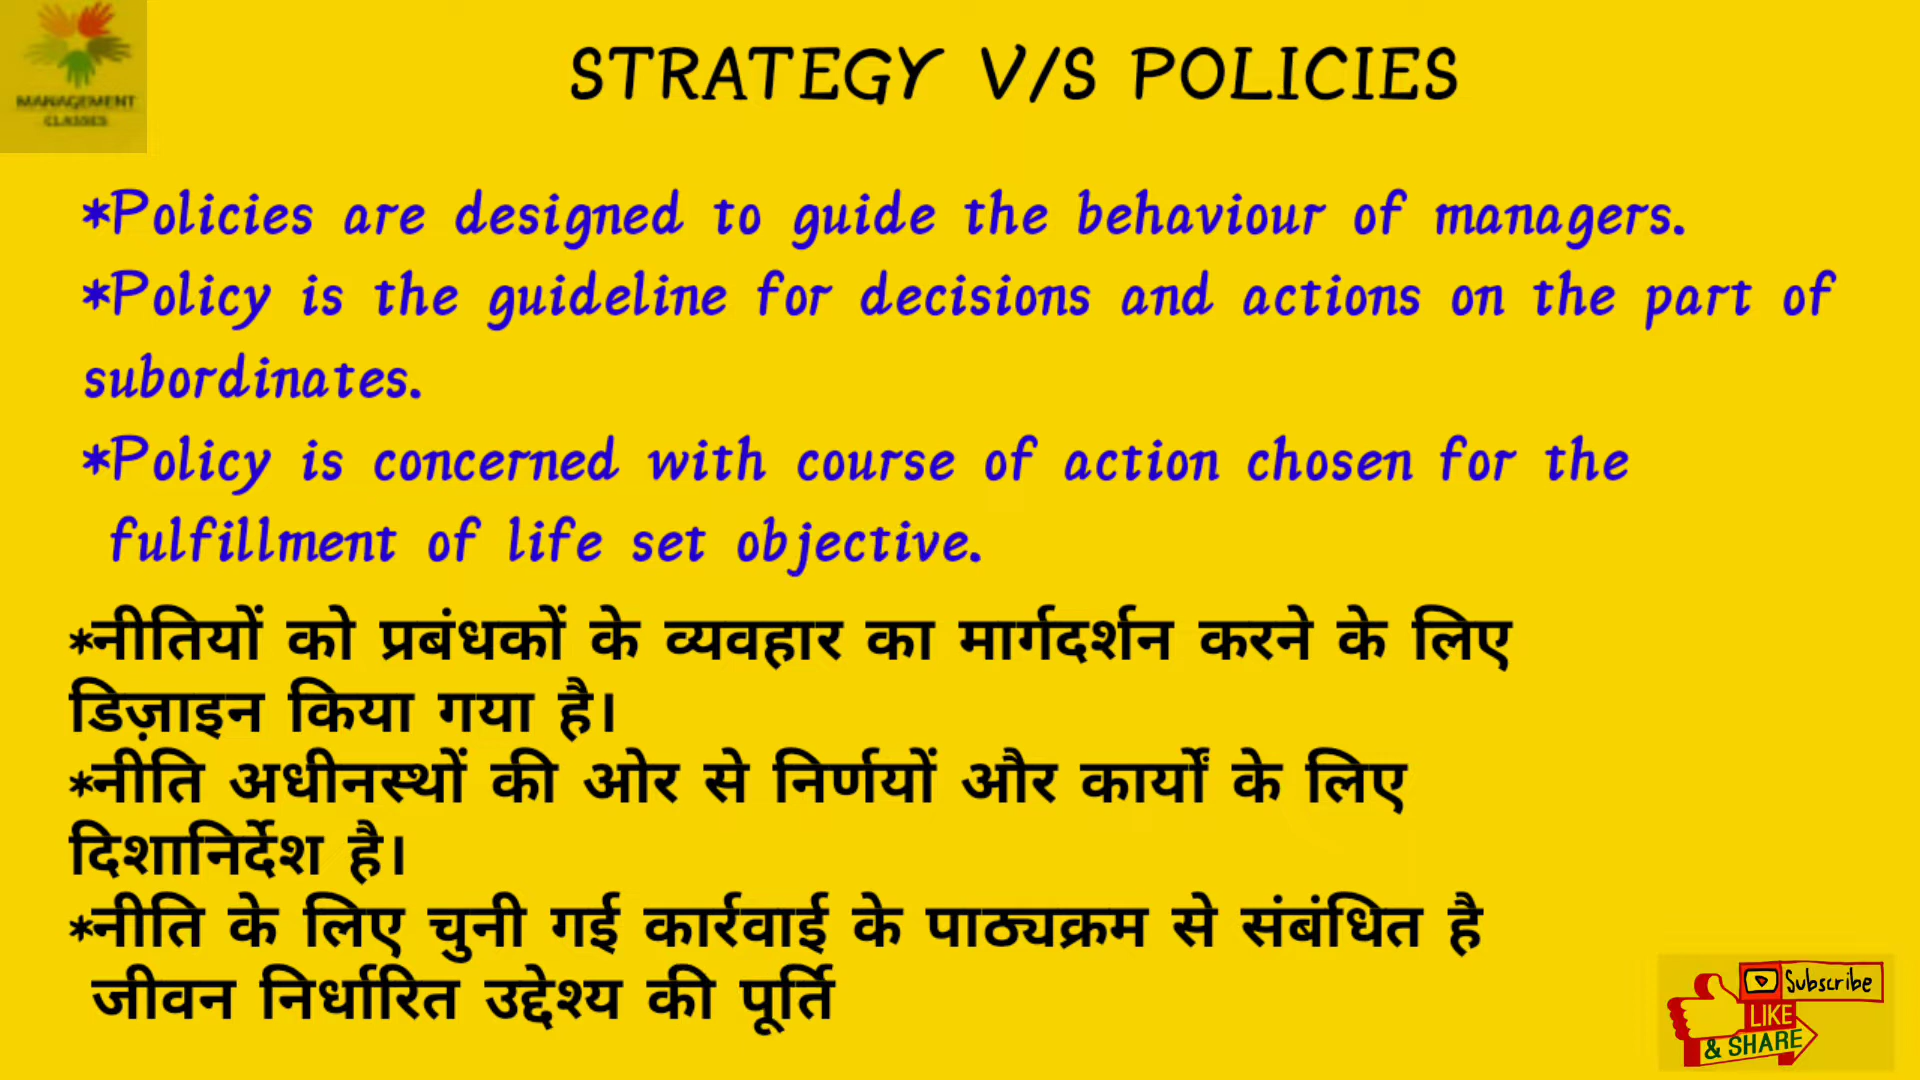 MANAGEMENT
CLASSES
STRATEGY V/S POLICIES
*Policies are designed to guide the behaviour of managers.
*Policy is the guideline for decisions and actions on the part of
subordinates.
*Policy is concerned with course of action chosen for the
fulfillment of life set objective.
*नीतियों को प्रबंधकों के व्यवहार का मार्गदर्शन करने के लिए
डिज़ाइन किया गया है।
*नीति अधीनस्थों की ओर से निर्णयों और कार्यों के लिए
दिशानिर्देश है।
*नीति के लिए चुनी गई कार्रवाई के पाठ्यक्रम से संबंधित है
जीवन निर्धारित उद्देश्य की पूर्ति
Subscribe
LIKE
& SHARE